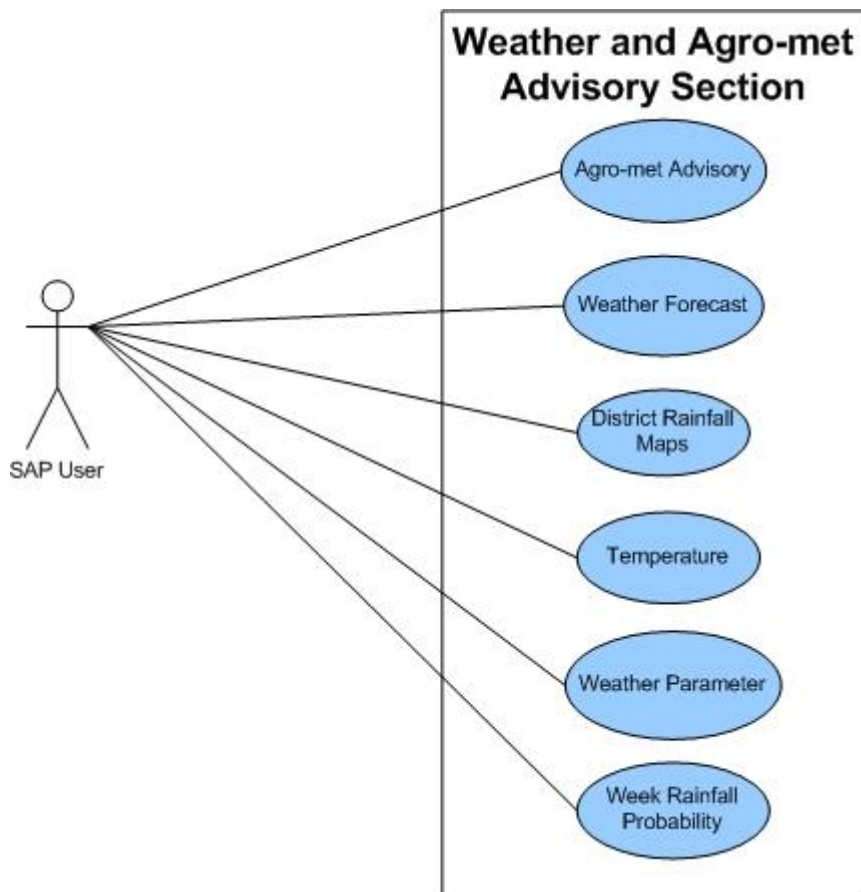 Weather and Agro-met
Advisory Section
Agro-met Advisory
Weather Forecast
District Rainfall
Maps
SAP User
Temperature
Weather Parameter
Week Rainfall
Probability